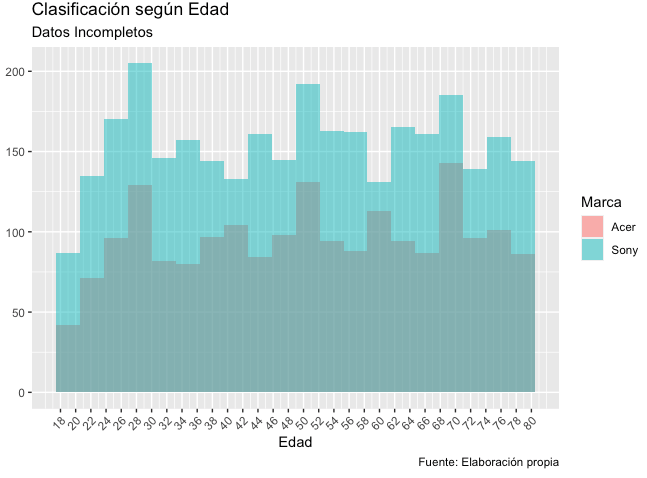 Clasificación según Edad
Datos Incompletos
200
150
100
50
0
18 20 22 24 26 28 30 32 34 36 38 40 42 44 46 48 50 52 54 56 58 60 62 64 66 68 70 72 74 76 78 80
Edad
Marca
Acer
Sony
Fuente: Elaboración propia